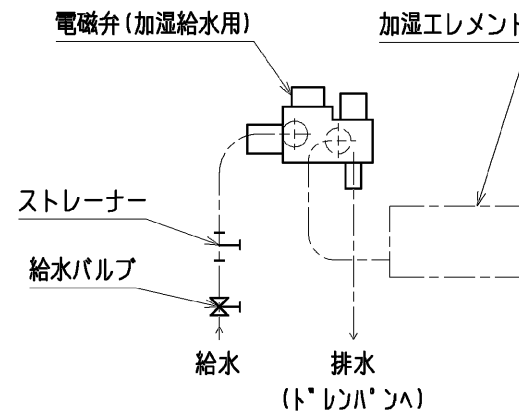 電磁弁(加湿給水用)
加湿エレメント
ストレーナー
給水バルブ
給水
排水
(ﾄﾞﾚﾝﾊﾟﾝへ)